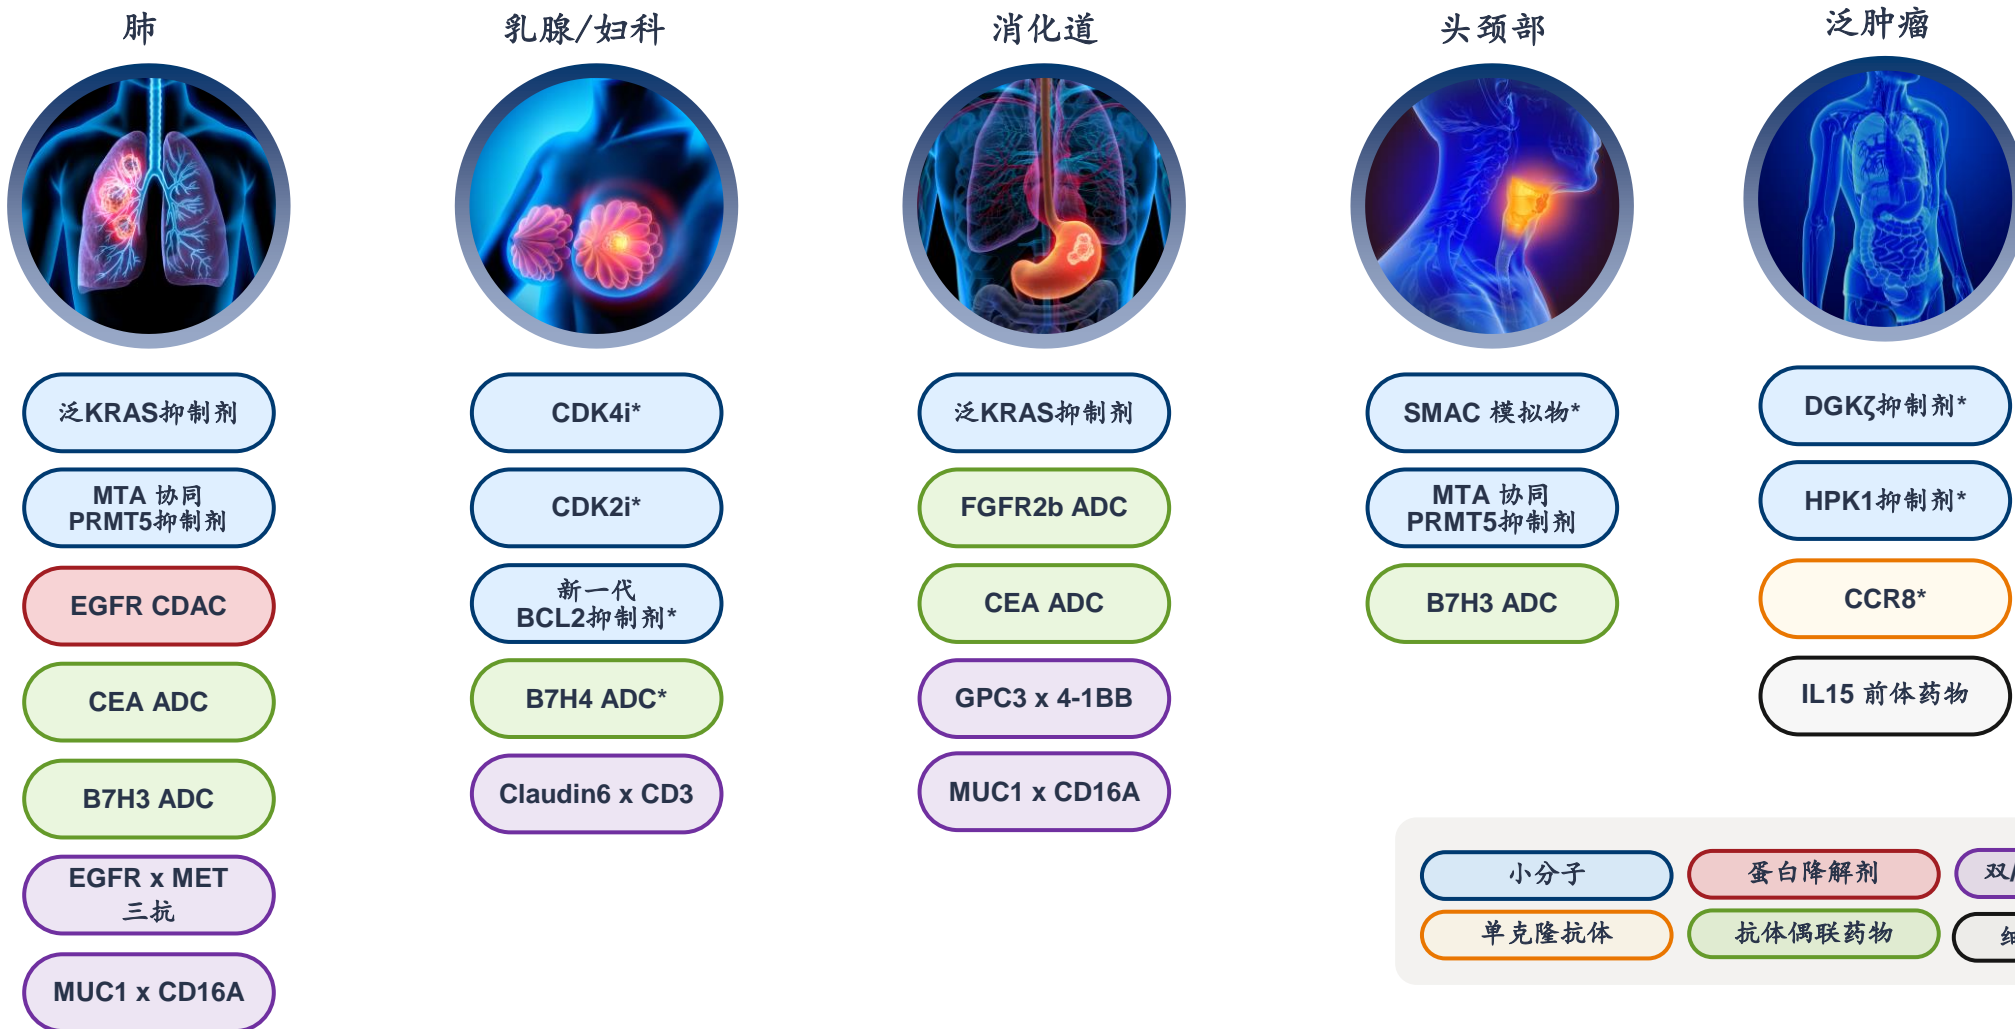 肺
泛KRAS抑制剂
MTA 协同
PRMT5抑制剂
EGFR CDAC
CEA ADC
B7H3 ADC
EGFR x MET
三抗
MUC1 x CD16A
乳腺/妇科
CDK4i*
CDK2i*
新一代
BCL2抑制剂*
B7H4 ADC*
Claudin6 x CD3
消化道
泛KRAS抑制剂
FGFR2b ADC
CEA ADC
GPC3 x 4-1BB
MUC1 x CD16A
头颈部
SMAC 模拟物*
MTA 协同
PRMT5抑制剂
B7H3 ADC
泛肿瘤
DGKζ抑制剂*
HPK1抑制剂*
CCR8*
IL15 前体药物
小分子
蛋白降解剂
双/
单克隆抗体
抗体偶联药物